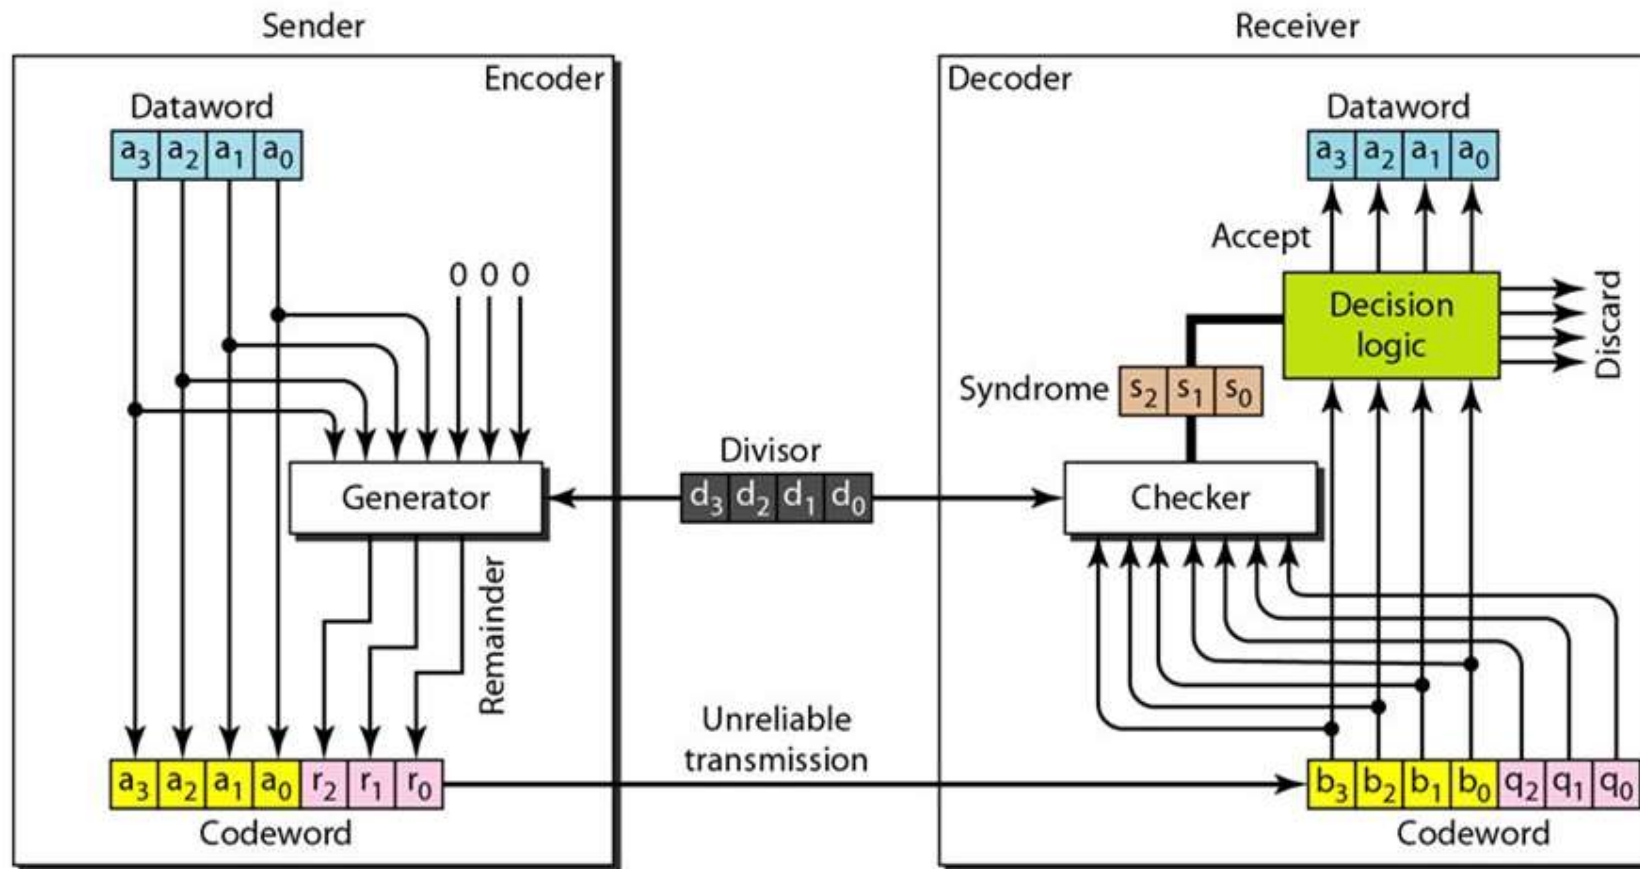 Sender
Encoder
Dataword
a3 a2 a1 a0
0 0 0
Generator
Remainder
a3 a2 a1 a0 r2 r1 r0
Codeword
Divisor
d3 d2 d1 d0
Unreliable
transmission
Receiver
Decoder
Dataword
a3 a2 a1 a0
Accept
Decision
logic
Discard
Syndrome
s2 s1 s0
Checker
b3 b2 b1 b0 q2 q1 q0
Codeword